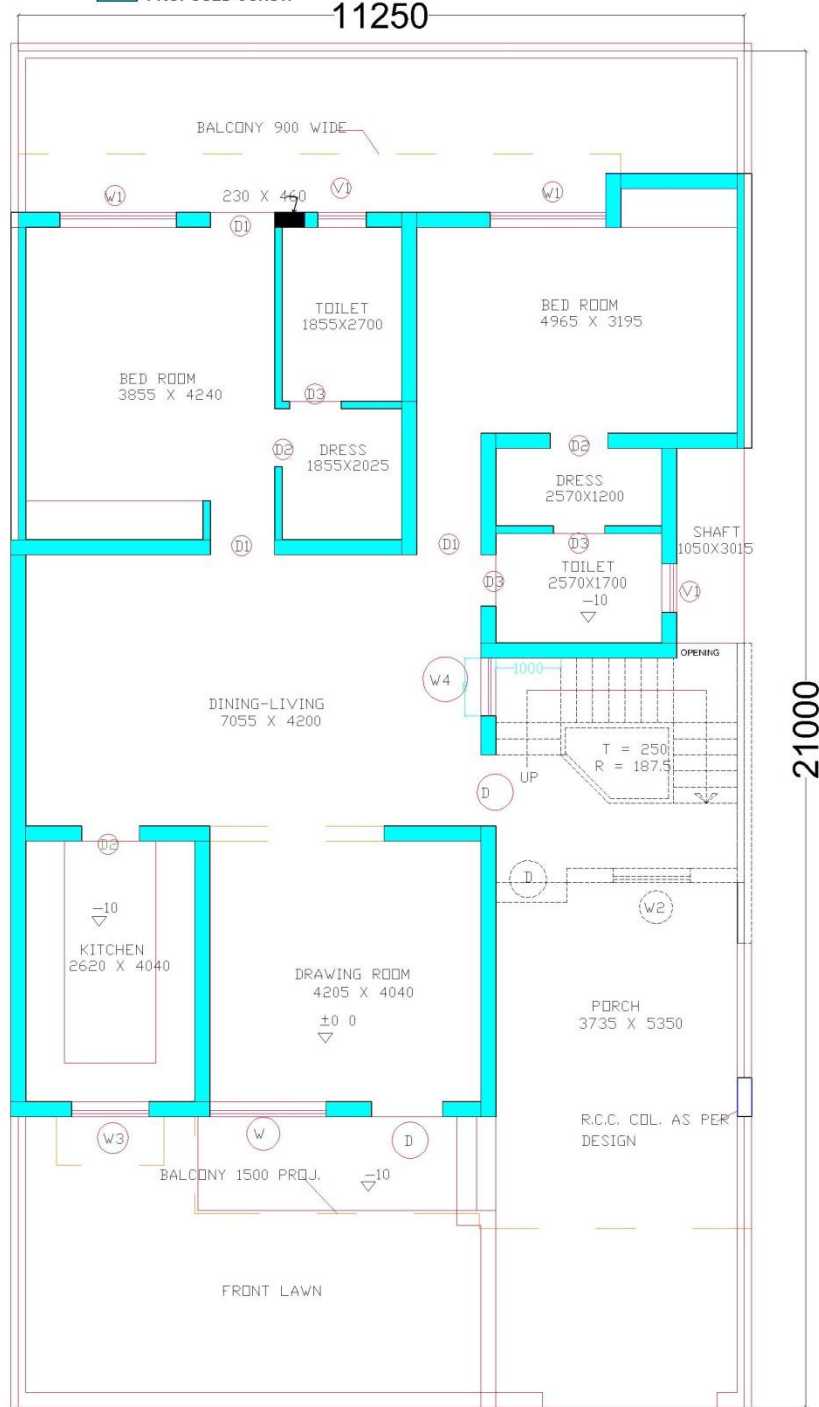 11250
BALCONY 900 WIDE
W1
230 X 460
V1
W1
D1
TOILET
1855X2700
BED ROOM
4965 X 3195
BED ROOM
3855 X 4240
D3
D2
DRESS
1855X2025
D2
DRESS
2570X1200
SHAFT
1050X3015
D1
D1
D3
TOILET
2570X1700
-10
D3
V1
OPENING
W4
1000
DINING-LIVING
7055 X 4200
21000
T = 250
R = 187.5
UP
D
D2
D
W2
-10
KITCHEN
2620 X 4040
DRAWING ROOM
4205 X 4040
±0 0
PORCH
3735 X 5350
R.C.C. COL. AS PER
DESIGN
W3
W
D
BALCONY 1500 PROJ.
-10
FRONT LAWN